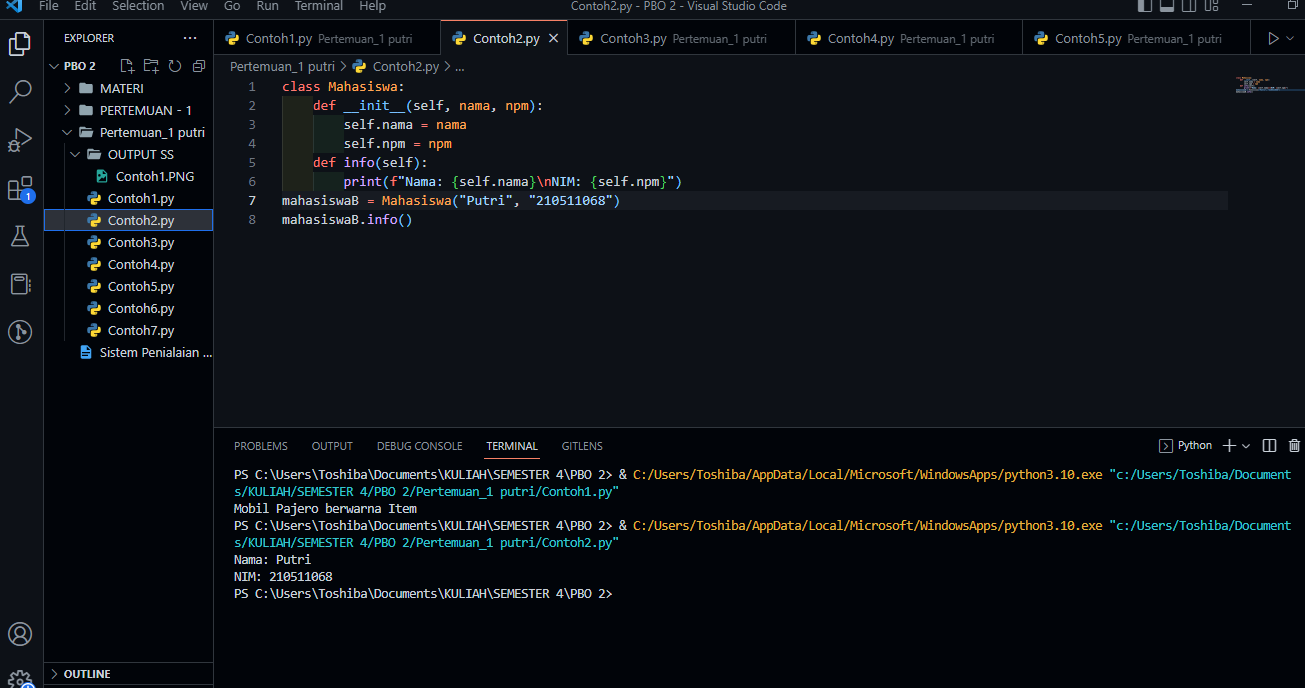 File Edit Selection View Go Run Terminal Help Contoh2.py - PBO 2 - Visual Studio Code
EXPLORER ...
PBO 2
MATERI
PERTEMUAN - 1
Pertemuan_1 putri
OUTPUT SS
Contoh1.PNG
Contoh1.py
Contoh2.py
Contoh3.py
Contoh4.py
Contoh5.py
Contoh6.py
Contoh7.py
Sistem Penialaian ...
OUTLINE
1
Contoh1.py Pertemuan_1 putri Contoh2.py Contoh3.py Pertemuan_1 putri Contoh4.py Pertemuan_1 putri Contoh5.py Pertemuan_1 putri
Pertemuan_1 putri > Contoh2.py > ...
1 class Mahasiswa:
2 def __init__(self, nama, npm):
3 self.nama = nama
4 self.npm = npm
5 def info(self):
6 print(f"Nama: {self.nama}\nNIM: {self.npm}")
7 mahasiswaB = Mahasiswa("Putri", "210511068")
8 mahasiswaB.info()
PROBLEMS OUTPUT DEBUG CONSOLE TERMINAL GITLENS Python
PS C:\Users\Toshiba\Documents\KULIAH\SEMESTER 4\PBO 2> & C:/Users/Toshiba/AppData/Local/Microsoft/WindowsApps/python3.10.exe "c:/Users/Toshiba/Document
s/KULIAH/SEMESTER 4/PBO 2/Pertemuan_1 putri/Contoh1.py"
Mobil Pajero berwarna Item
PS C:\Users\Toshiba\Documents\KULIAH\SEMESTER 4\PBO 2> & C:/Users/Toshiba/AppData/Local/Microsoft/WindowsApps/python3.10.exe "c:/Users/Toshiba/Document
s/KULIAH/SEMESTER 4/PBO 2/Pertemuan_1 putri/Contoh2.py"
Nama: Putri
NIM: 210511068
PS C:\Users\Toshiba\Documents\KULIAH\SEMESTER 4\PBO 2>